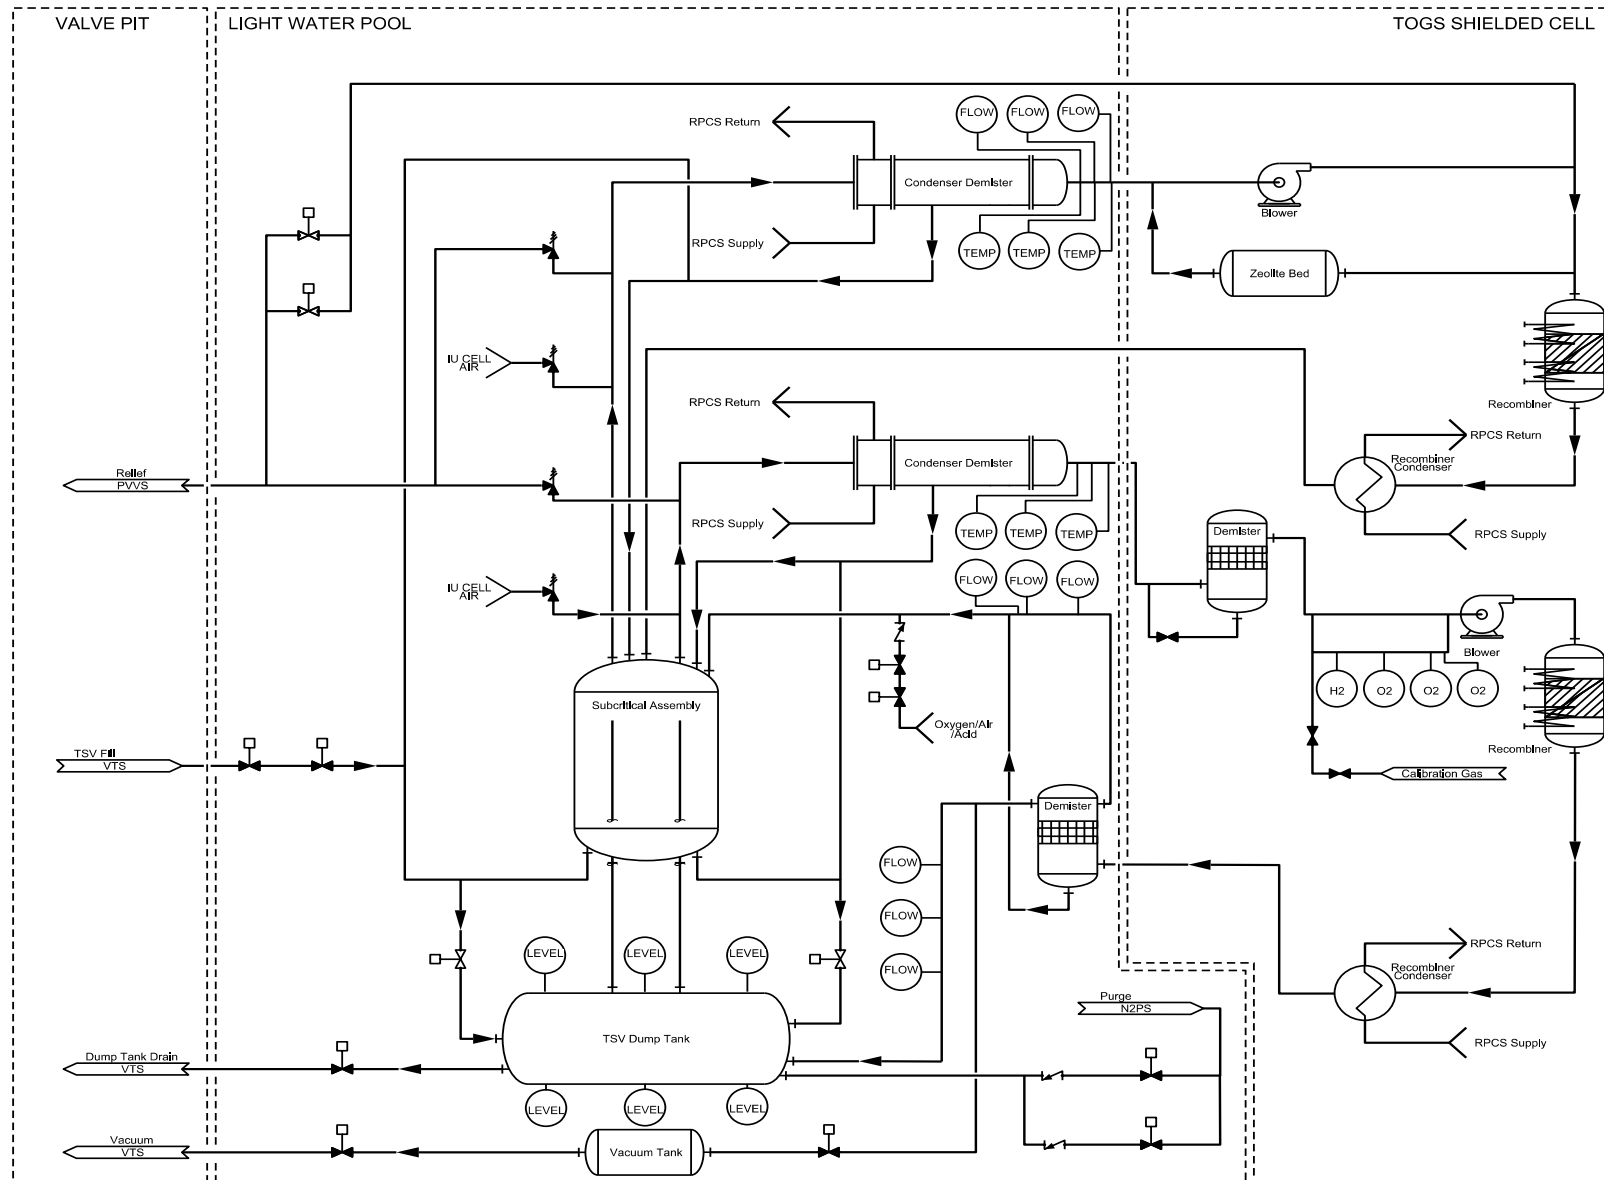 VALVE PIT
LIGHT WATER POOL
TOGS SHIELDED CELL
FLOW
FLOW
FLOW
RPCS Return
Condenser Demister
Blower
RPCS Supply
TEMP
TEMP
TEMP
Zeolite Bed
IU CELL
AIR
Recombiner
RPCS Return
RPCS Return
Recombiner
Condenser
Condenser Demister
Relief
PVVS
RPCS Supply
TEMP
TEMP
TEMP
Demister
RPCS Supply
IU CELL
AIR
FLOW
FLOW
FLOW
Blower
H2
O2
O2
O2
Subcritical Assembly
Oxygen/Air
/Acid
Recombiner
TSV Fill
VTS
Calibration Gas
Demister
FLOW
FLOW
FLOW
LEVEL
LEVEL
LEVEL
RPCS Return
Recombiner
Condenser
Purge
N2PS
TSV Dump Tank
RPCS Supply
Dump Tank Drain
VTS
LEVEL
LEVEL
LEVEL
Vacuum
VTS
Vacuum Tank